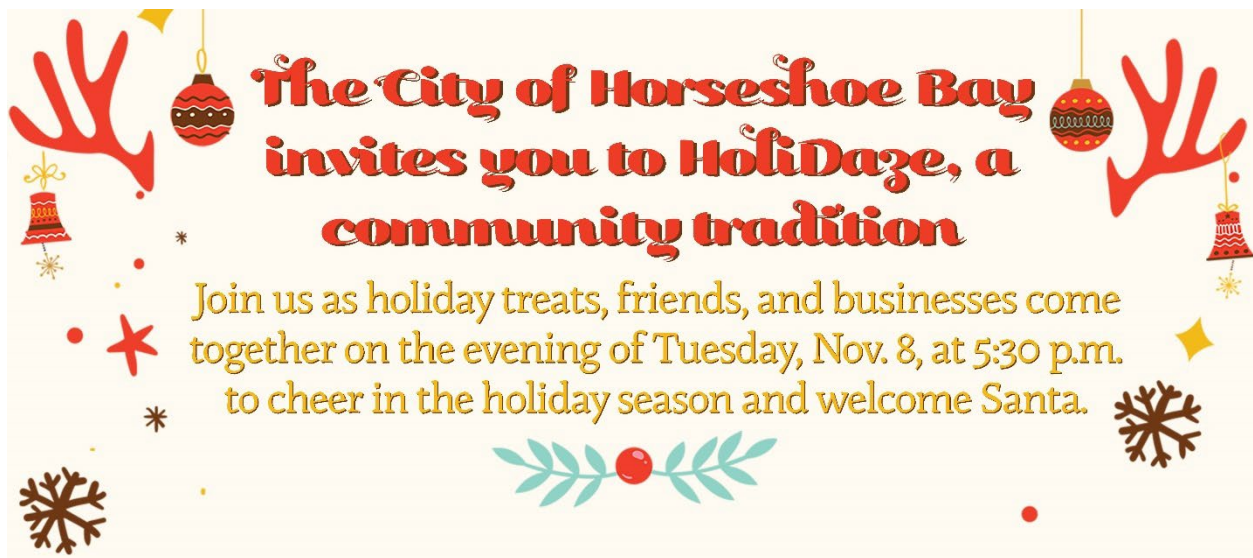 The City of Horseshoe Bay
invites you to HoliDaze, a
community tradition
Join us as holiday treats, friends, and businesses come
together on the evening of Tuesday, Nov. 8, at 5:30 p.m.
to cheer in the holiday season and welcome Santa.